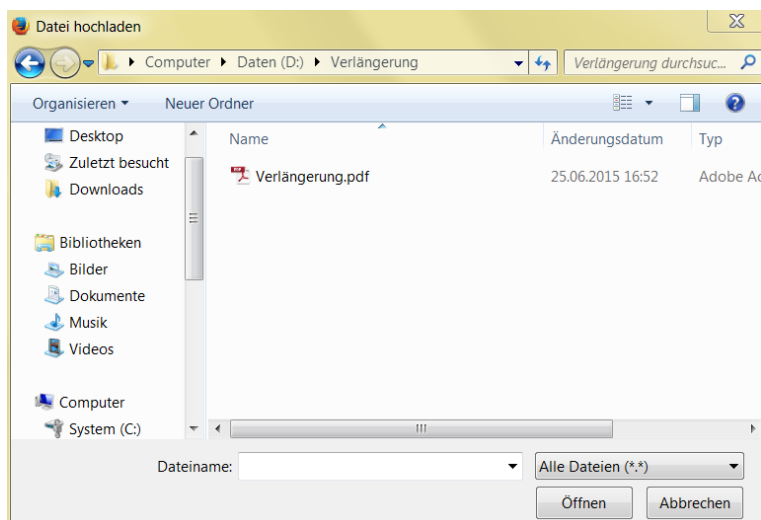 Datei hochladen
Computer Daten (D:) Verlängerung
Verlängerung durchsuc...
Organisieren Neuer Ordner
Desktop
Zuletzt besucht
Downloads
Bibliotheken
Bilder
Dokumente
Musik
Videos
Computer
System (C:)
Name Änderungsdatum Typ
Verlängerung.pdf 25.06.2015 16:52 Adobe Ac
Dateiname:
Alle Dateien (*.*)
Öffnen Abbrechen